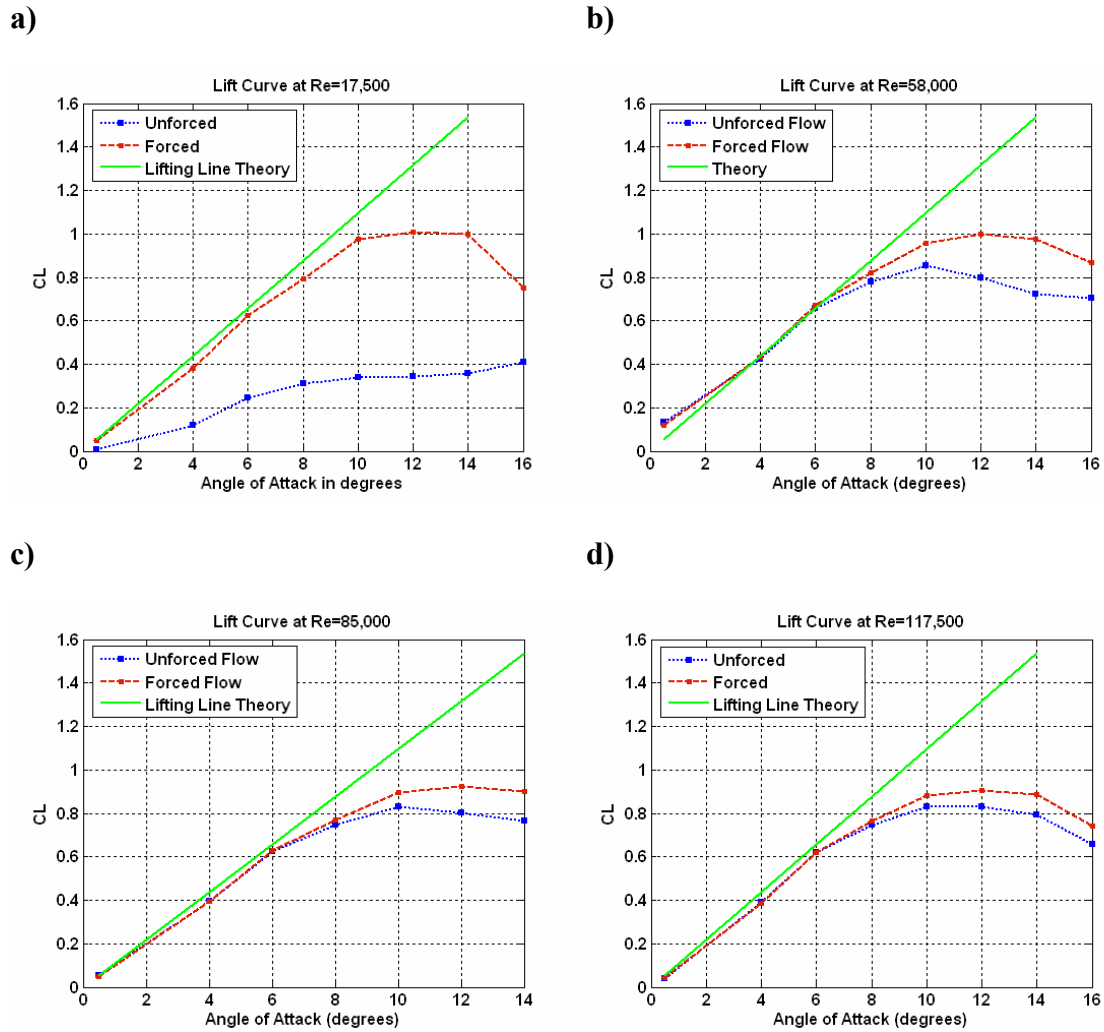 a)
Lift Curve at Re=17,500
1.6
1.4
1.2
1
0.8
0.6
0.4
0.2
0
CL
Unforced
Forced
Lifting Line Theory
0 2 4 6 8 10 12 14 16
Angle of Attack in degrees
b)
Lift Curve at Re=58,000
1.6
1.4
1.2
1
0.8
0.6
0.4
0.2
0
CL
Unforced Flow
Forced Flow
Theory
0 2 4 6 8 10 12 14 16
Angle of Attack (degrees)
c)
Lift Curve at Re=85,000
1.6
1.4
1.2
1
0.8
0.6
0.4
0.2
0
CL
Unforced Flow
Forced Flow
Lifting Line Theory
0 2 4 6 8 10 12 14
Angle of Attack (degrees)
d)
Lift Curve at Re=117,500
1.6
1.4
1.2
1
0.8
0.6
0.4
0.2
0
CL
Unforced
Forced
Lifting Line Theory
0 2 4 6 8 10 12 14 16
Angle of Attack (degrees)